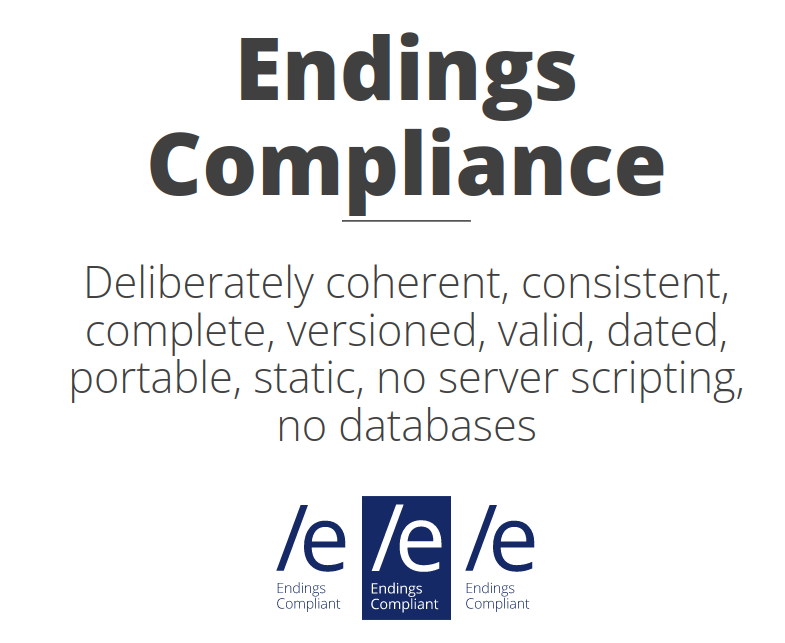 Endings
Compliance
Deliberately coherent, consistent,
complete, versioned, valid, dated,
portable, static, no server scripting,
no databases
/e /e /e
Endings Endings Endings
Compliant Compliant Compliant